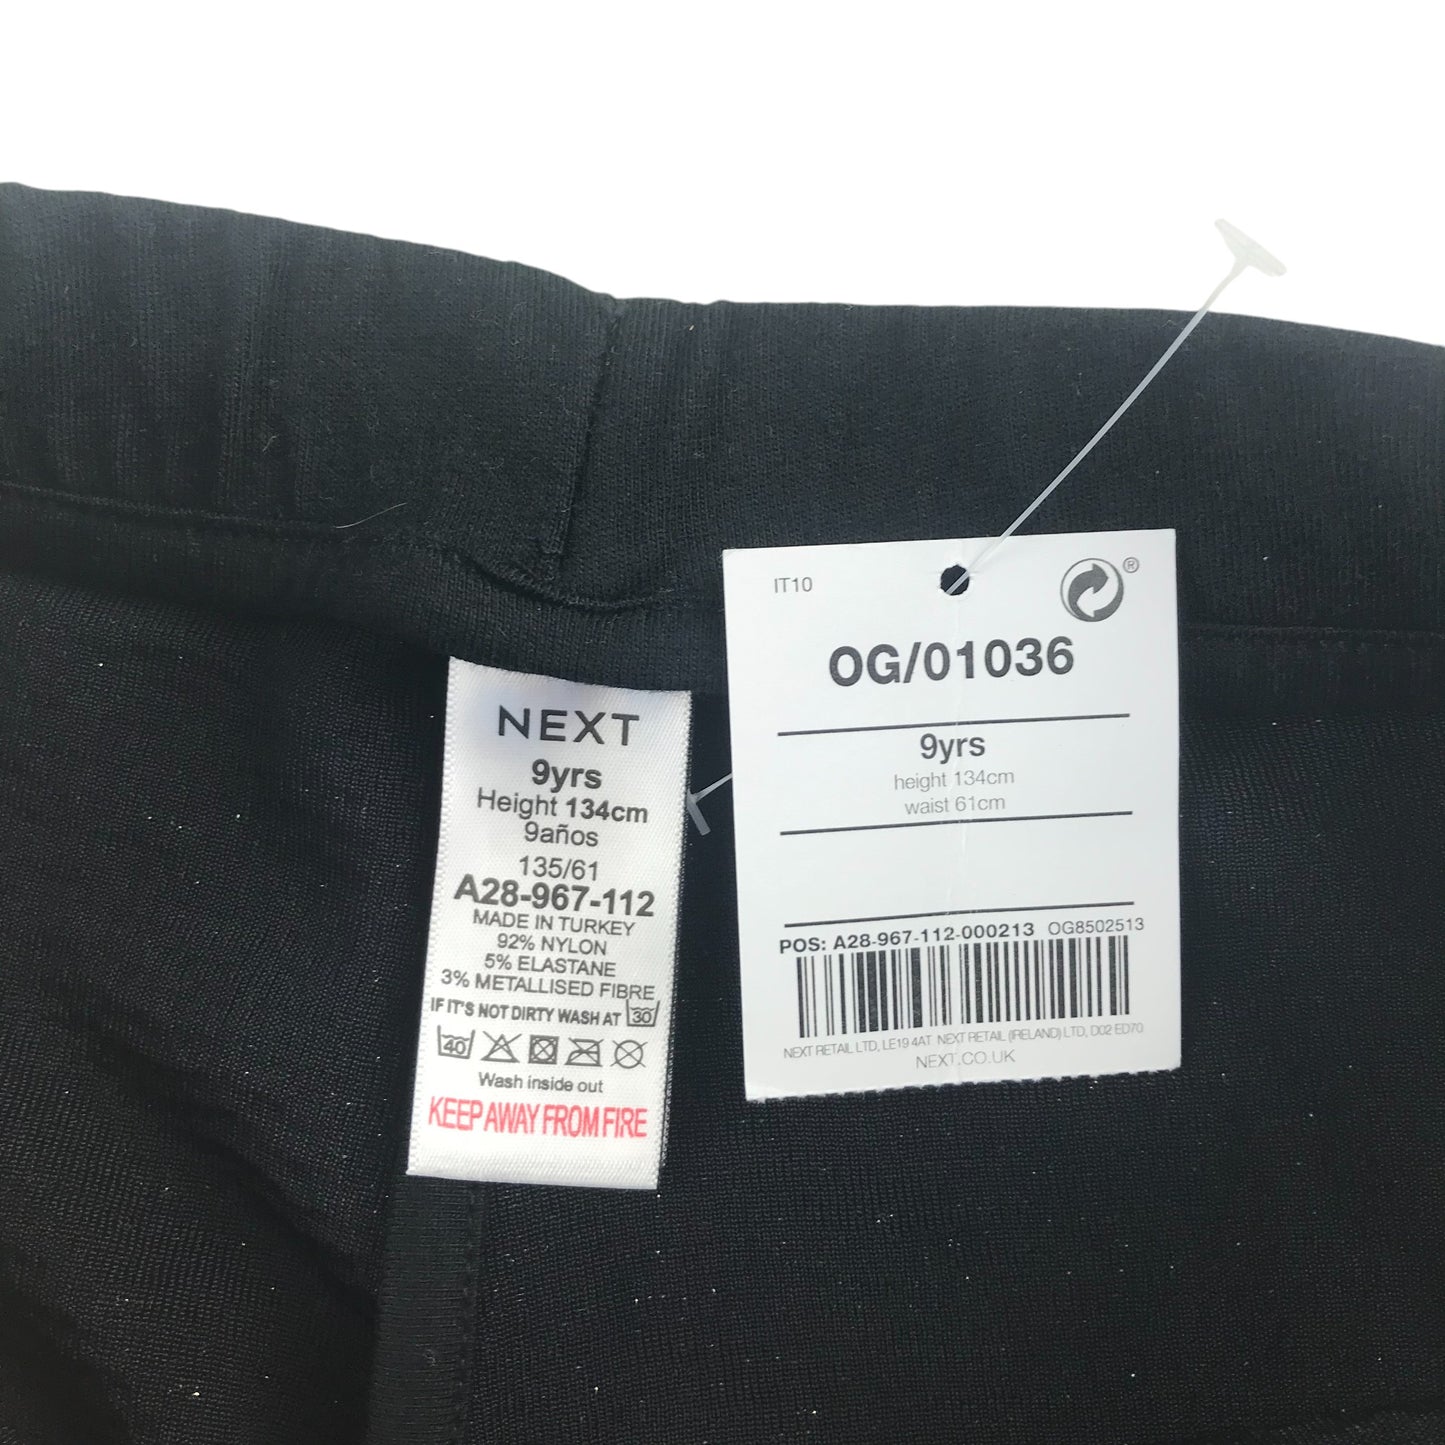 NEXT
9yrs
Height 134cm
9años
135/61
A28-967-112
MADE IN TURKEY
92% NYLON
5% ELASTANE
3% METALLISED FIBRE
IF IT'S NOT DIRTY WASH AT 30
40
Wash inside out
KEEP AWAY FROM FIRE
IT10 ®
OG/01036
9yrs
height 134cm
waist 61cm
POS: A28-967-112-000213 OG8502513
NEXT RETAIL LTD, LE19 4AT NEXT RETAIL (IRELAND) LTD, D02 ED70
NEXT.CO.UK